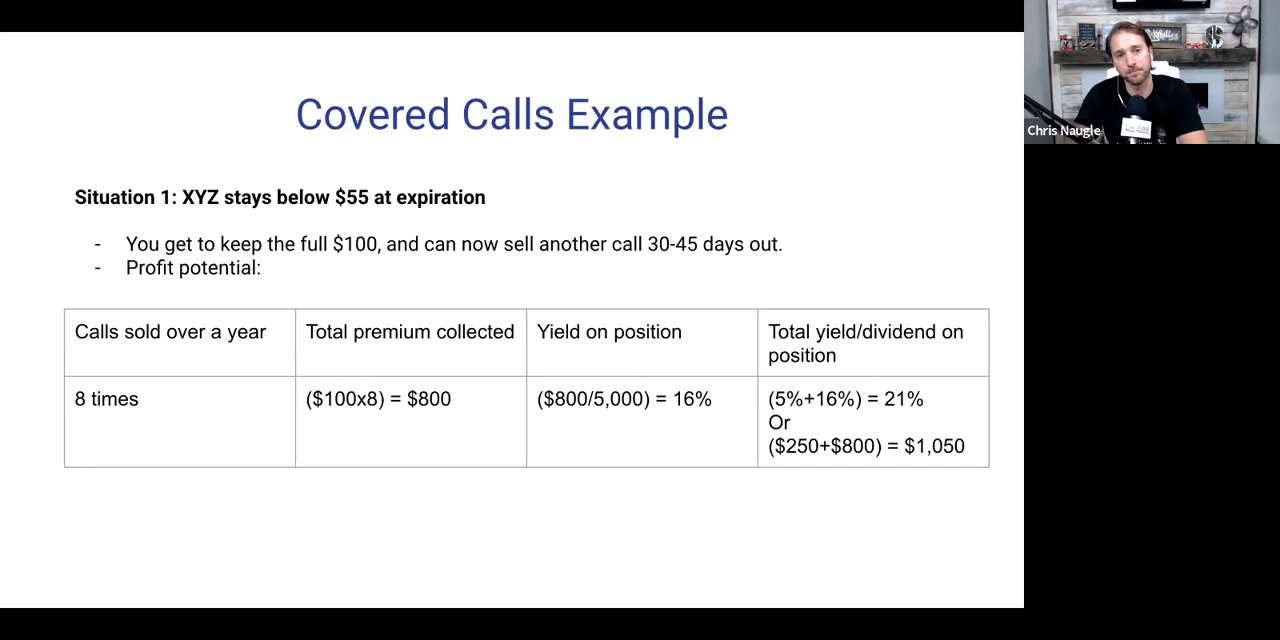 Covered Calls Example
Chris Naugle
Situation 1: XYZ stays below $55 at expiration
- You get to keep the full $100, and can now sell another call 30-45 days out.
- Profit potential:
Calls sold over a year
Total premium collected
Yield on position
Total yield/dividend on
position
8 times
($100x8) = $800
($800/5,000) = 16%
(5%+16%) = 21%
Or
($250+$800) = $1,050